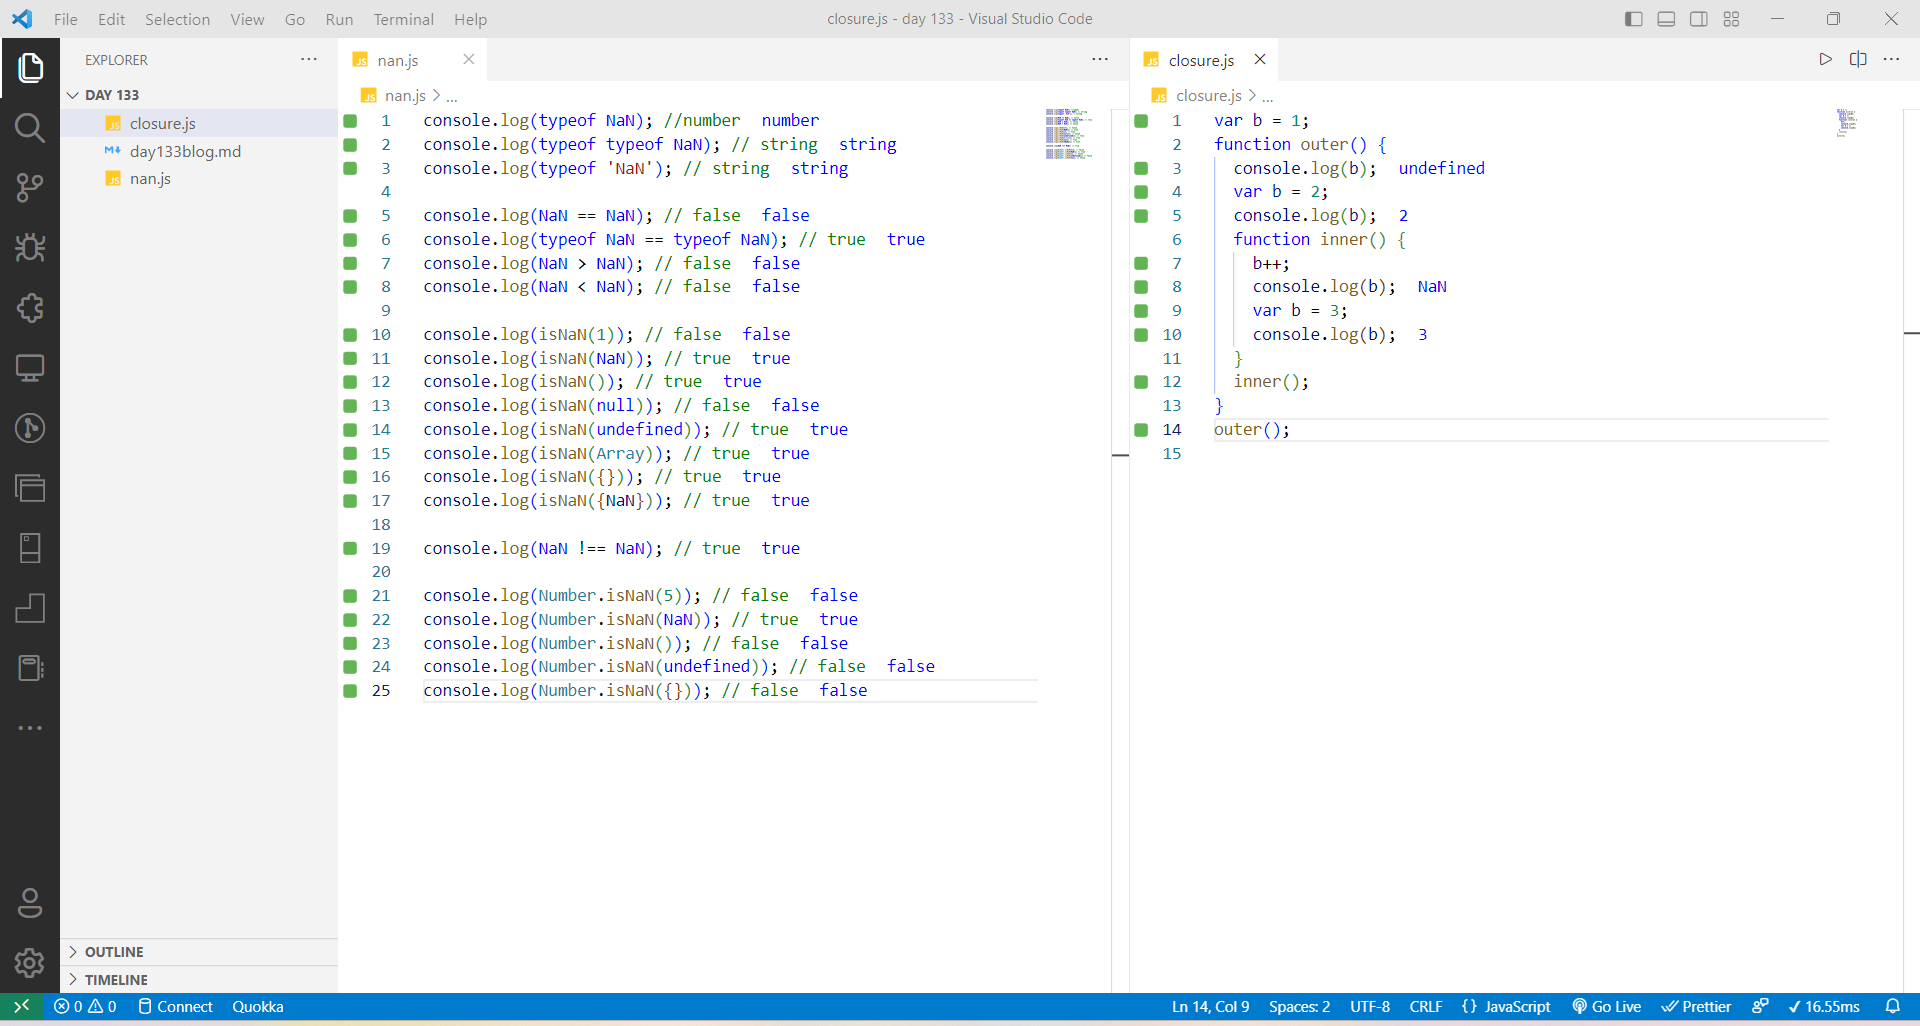 File Edit Selection View Go Run Terminal Help closure.js - day 133 - Visual Studio Code
EXPLORER
DAY 133
JS closure.js
M↓ day133blog.md
JS nan.js
OUTLINE
TIMELINE
JS nan.js
JS nan.js > ...
1 console.log(typeof NaN); //number number
2 console.log(typeof typeof NaN); // string string
3 console.log(typeof 'NaN'); // string string
4
5 console.log(NaN == NaN); // false false
6 console.log(typeof NaN == typeof NaN); // true true
7 console.log(NaN > NaN); // false false
8 console.log(NaN < NaN); // false false
9
10 console.log(isNaN(1)); // false false
11 console.log(isNaN(NaN)); // true true
12 console.log(isNaN()); // true true
13 console.log(isNaN(null)); // false false
14 console.log(isNaN(undefined)); // true true
15 console.log(isNaN(Array)); // true true
16 console.log(isNaN({})); // true true
17 console.log(isNaN({NaN})); // true true
18
19 console.log(NaN !== NaN); // true true
20
21 console.log(Number.isNaN(5)); // false false
22 console.log(Number.isNaN(NaN)); // true true
23 console.log(Number.isNaN()); // false false
24 console.log(Number.isNaN(undefined)); // false false
25 console.log(Number.isNaN({})); // false false
JS closure.js
JS closure.js > ...
1 var b = 1;
2 function outer() {
3 console.log(b); undefined
4 var b = 2;
5 console.log(b); 2
6 function inner() {
7 b++;
8 console.log(b); NaN
9 var b = 3;
10 console.log(b); 3
11 }
12 inner();
13 }
14 outer();
15
0 0 Connect Quokka Ln 14, Col 9 Spaces: 2 UTF-8 CRLF {} JavaScript Go Live Prettier ✓ 16.55ms